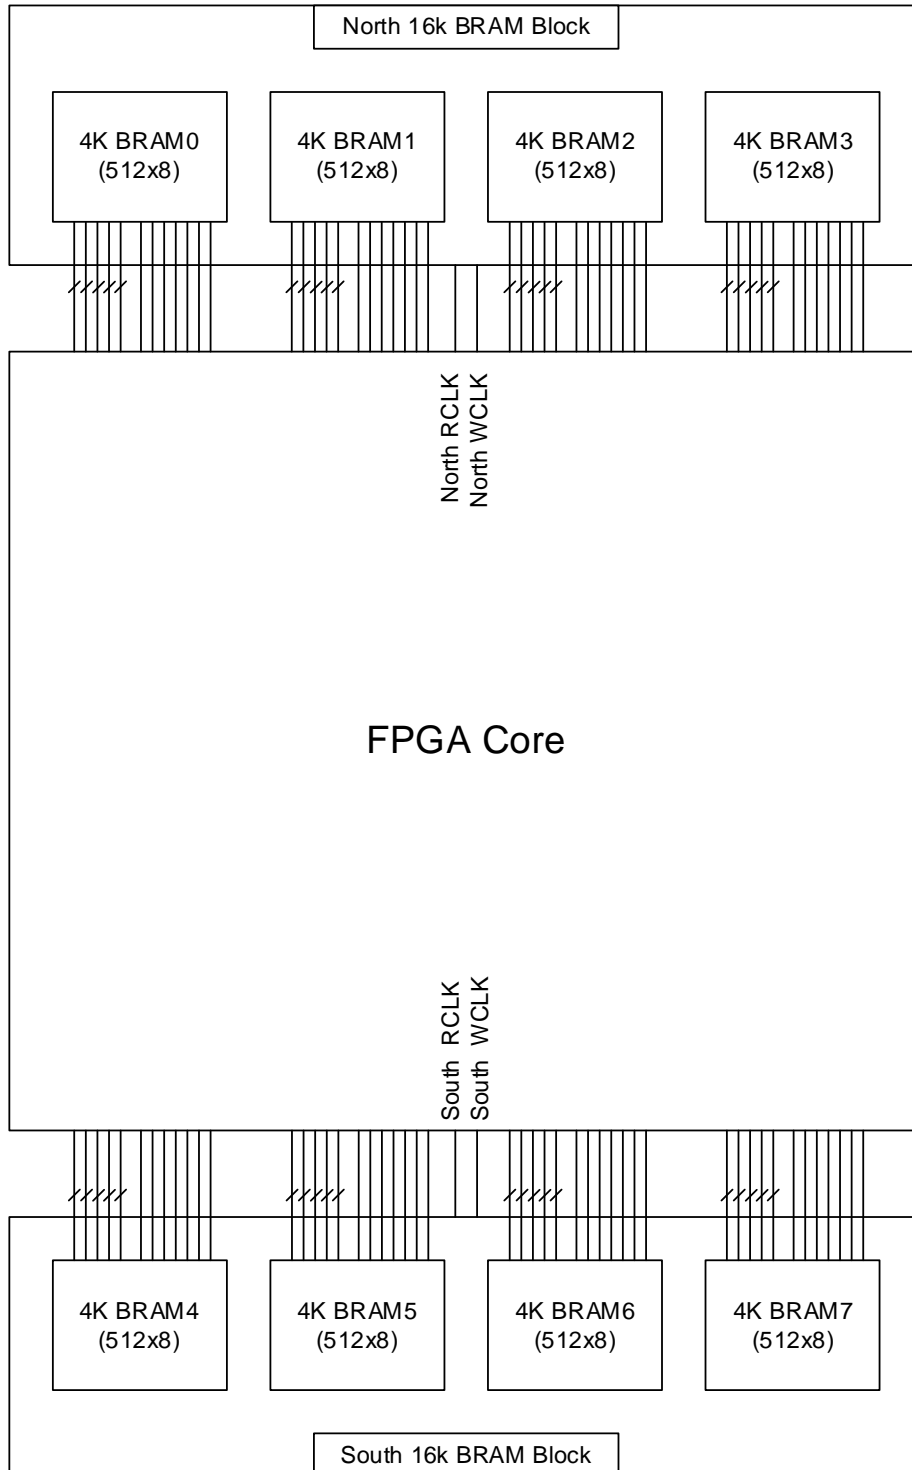 North 16k BRAM Block
4K BRAM0
(512x8)
4K BRAM1
(512x8)
4K BRAM2
(512x8)
4K BRAM3
(512x8)
North RCLK
North WCLK
FPGA Core
South RCLK
South WCLK
4K BRAM4
(512x8)
4K BRAM5
(512x8)
4K BRAM6
(512x8)
4K BRAM7
(512x8)
South 16k BRAM Block